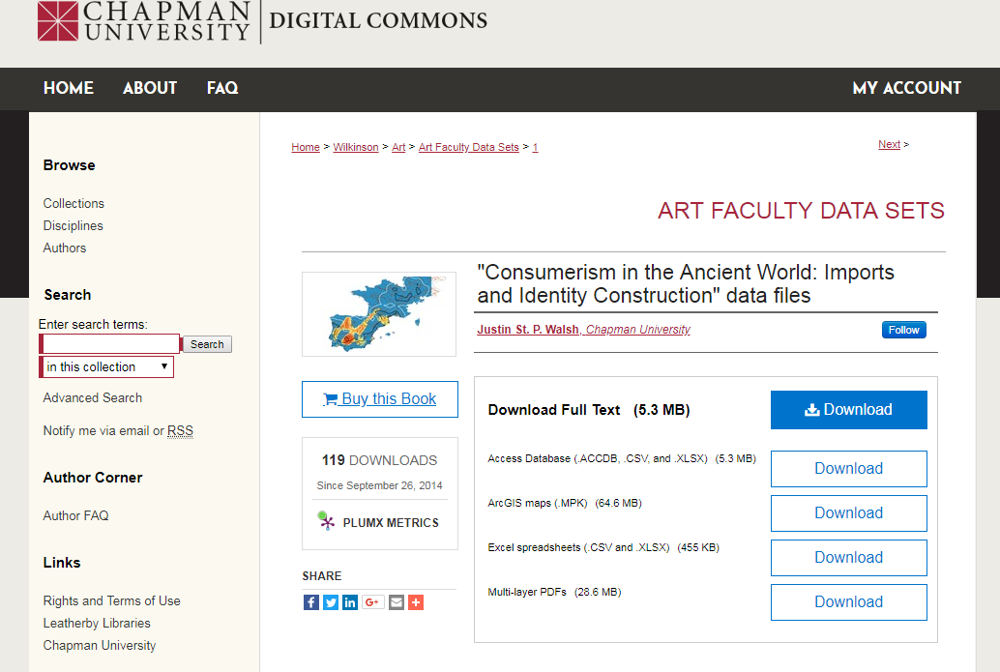 CHAPMAN
UNIVERSITY
DIGITAL COMMONS
HOME ABOUT FAQ MY ACCOUNT
Browse
Collections
Disciplines
Authors
Search
Enter search terms:
Search
in this collection
Advanced Search
Notify me via email or RSS
Author Corner
Author FAQ
Links
Rights and Terms of Use
Leatherby Libraries
Chapman University
Home > Wilkinson > Art > Art Faculty Data Sets > 1
Next >
ART FACULTY DATA SETS
"Consumerism in the Ancient World: Imports
and Identity Construction" data files
Justin St. P. Walsh, Chapman University
Follow
Buy this Book
119 DOWNLOADS
Since September 26, 2014
PLUMX METRICS
SHARE
G+
Download Full Text (5.3 MB) Download
Access Database (.ACCDB, .CSV, and .XLSX) (5.3 MB) Download
ArcGIS maps (.MPK) (64.6 MB) Download
Excel spreadsheets (.CSV and .XLSX) (455 KB) Download
Multi-layer PDFs (28.6 MB) Download